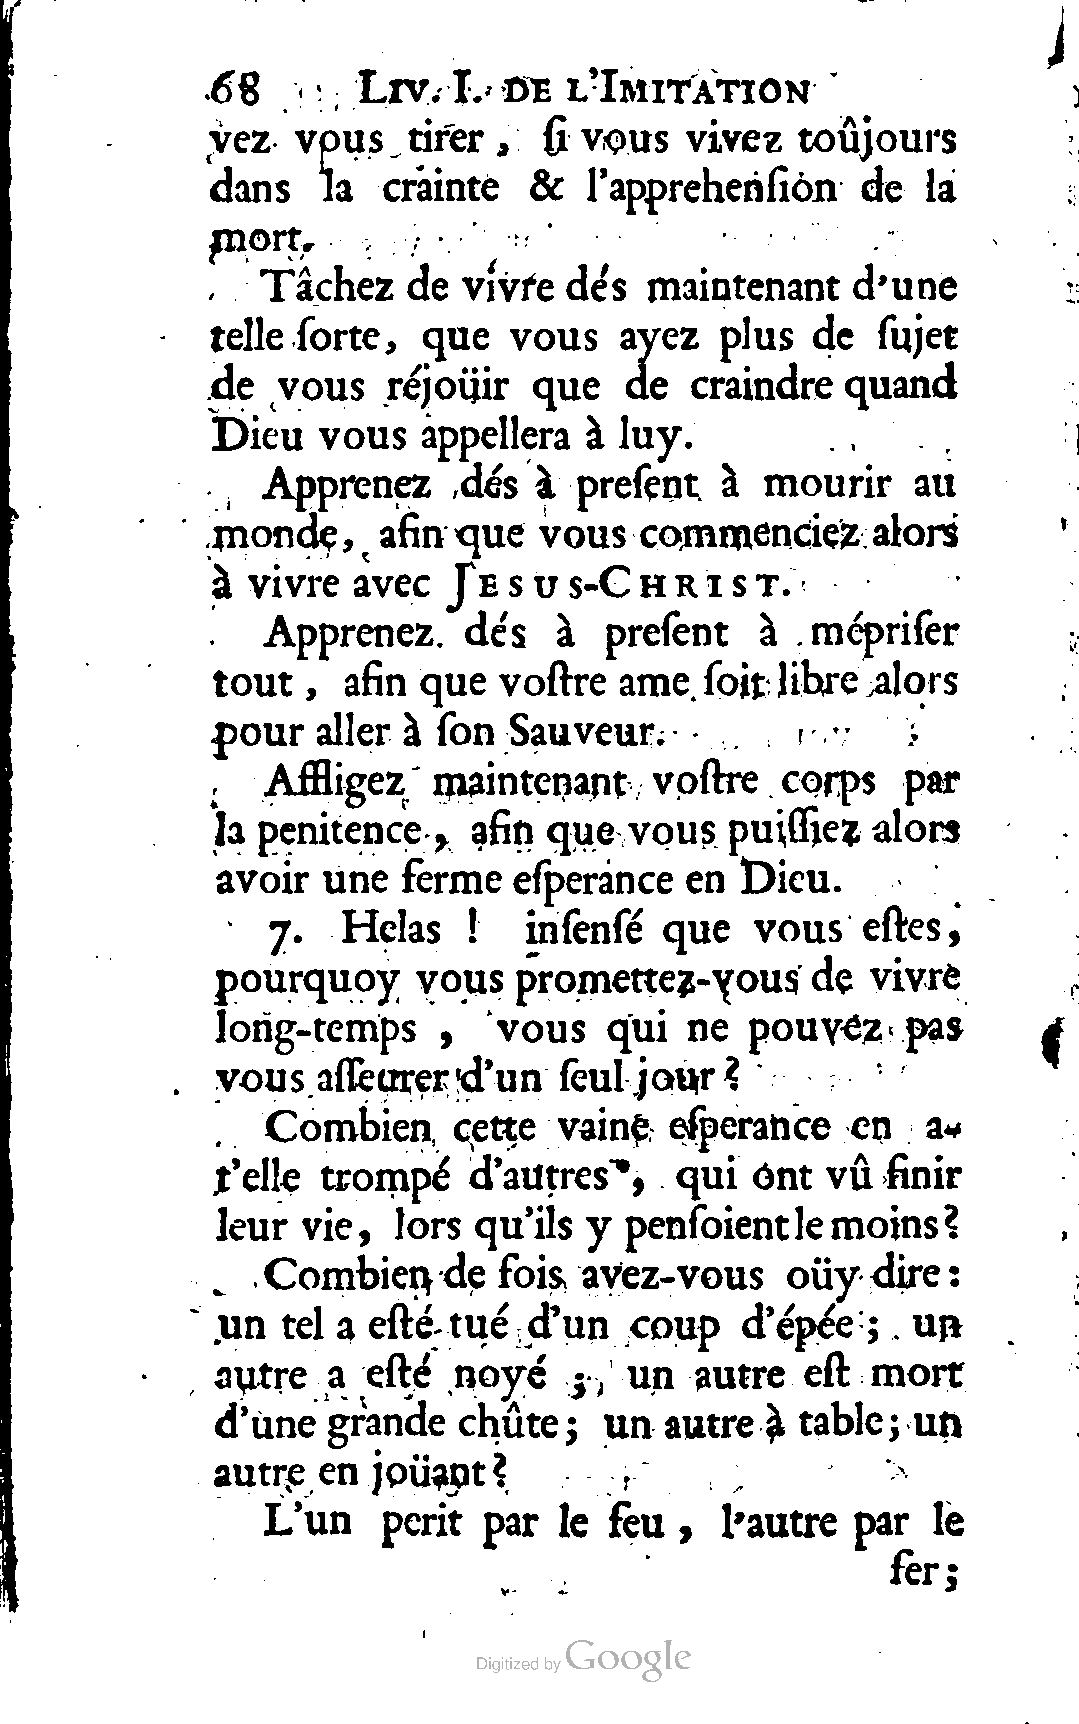 68 LIV. I. DE L'IMITATION
vez vous tirer, ſi vous vivez toûjours
dans la crainte & l'apprehenſion de la
mort.
Tâchez de vivre dés maintenant d'une
telle ſorte, que vous ayez plus de ſujet
de vous réjoüir que de craindre quand
Dieu vous appellera à luy.
Apprenez dés à preſent à mourir au
monde, afin que vous commenciez alors
à vivre avec JESUS-CHRIST.
Apprenez dés à preſent à mépriſer
tout, afin que voſtre ame ſoit libre alors
pour aller à ſon Sauveur.
Affligez maintenant voſtre corps par
la penitence, afin que vous puiſſiez alors
avoir une ferme eſperance en Dieu.
7. Helas ! inſenſé que vous eſtes,
pourquoy vous promettez-vous de vivre
long-temps, vous qui ne pouvez pas
vous aſſeurer d'un ſeul jour ?
Combien cette vaine eſperance en a-
t'elle trompé d'autres, qui ont vû finir
leur vie, lors qu'ils y penſoient le moins ?
Combien de fois avez-vous oüy dire :
un tel a eſté tué d'un coup d'épée ; un
autre a eſté noyé ; un autre eſt mort
d'une grande chûte ; un autre à table ; un
autre en joüant ?
L'un perit par le feu, l'autre par le
fer ;
Digitized by Google